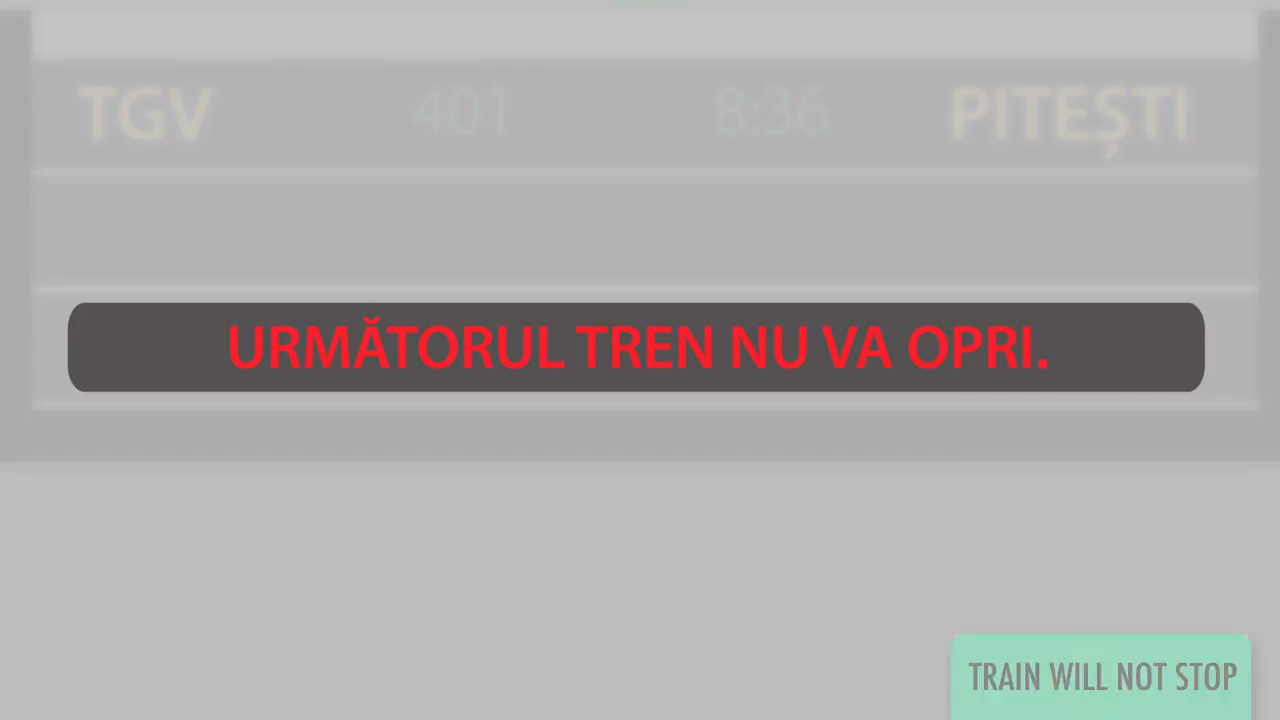 TGV 401 8:36 PITEȘTI
URMĂTORUL TREN NU VA OPRI.
TRAIN WILL NOT STOP